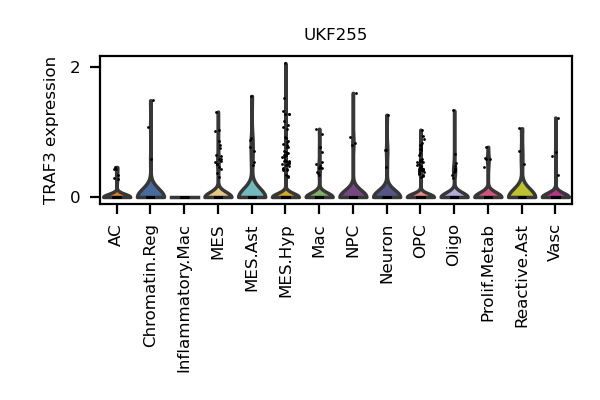 UKF255
TRAF3 expression
2
0
AC
Chromatin.Reg
Inflammatory.Mac
MES
MES.Ast
MES.Hyp
Mac
NPC
Neuron
OPC
Oligo
Prolif.Metab
Reactive.Ast
Vasc